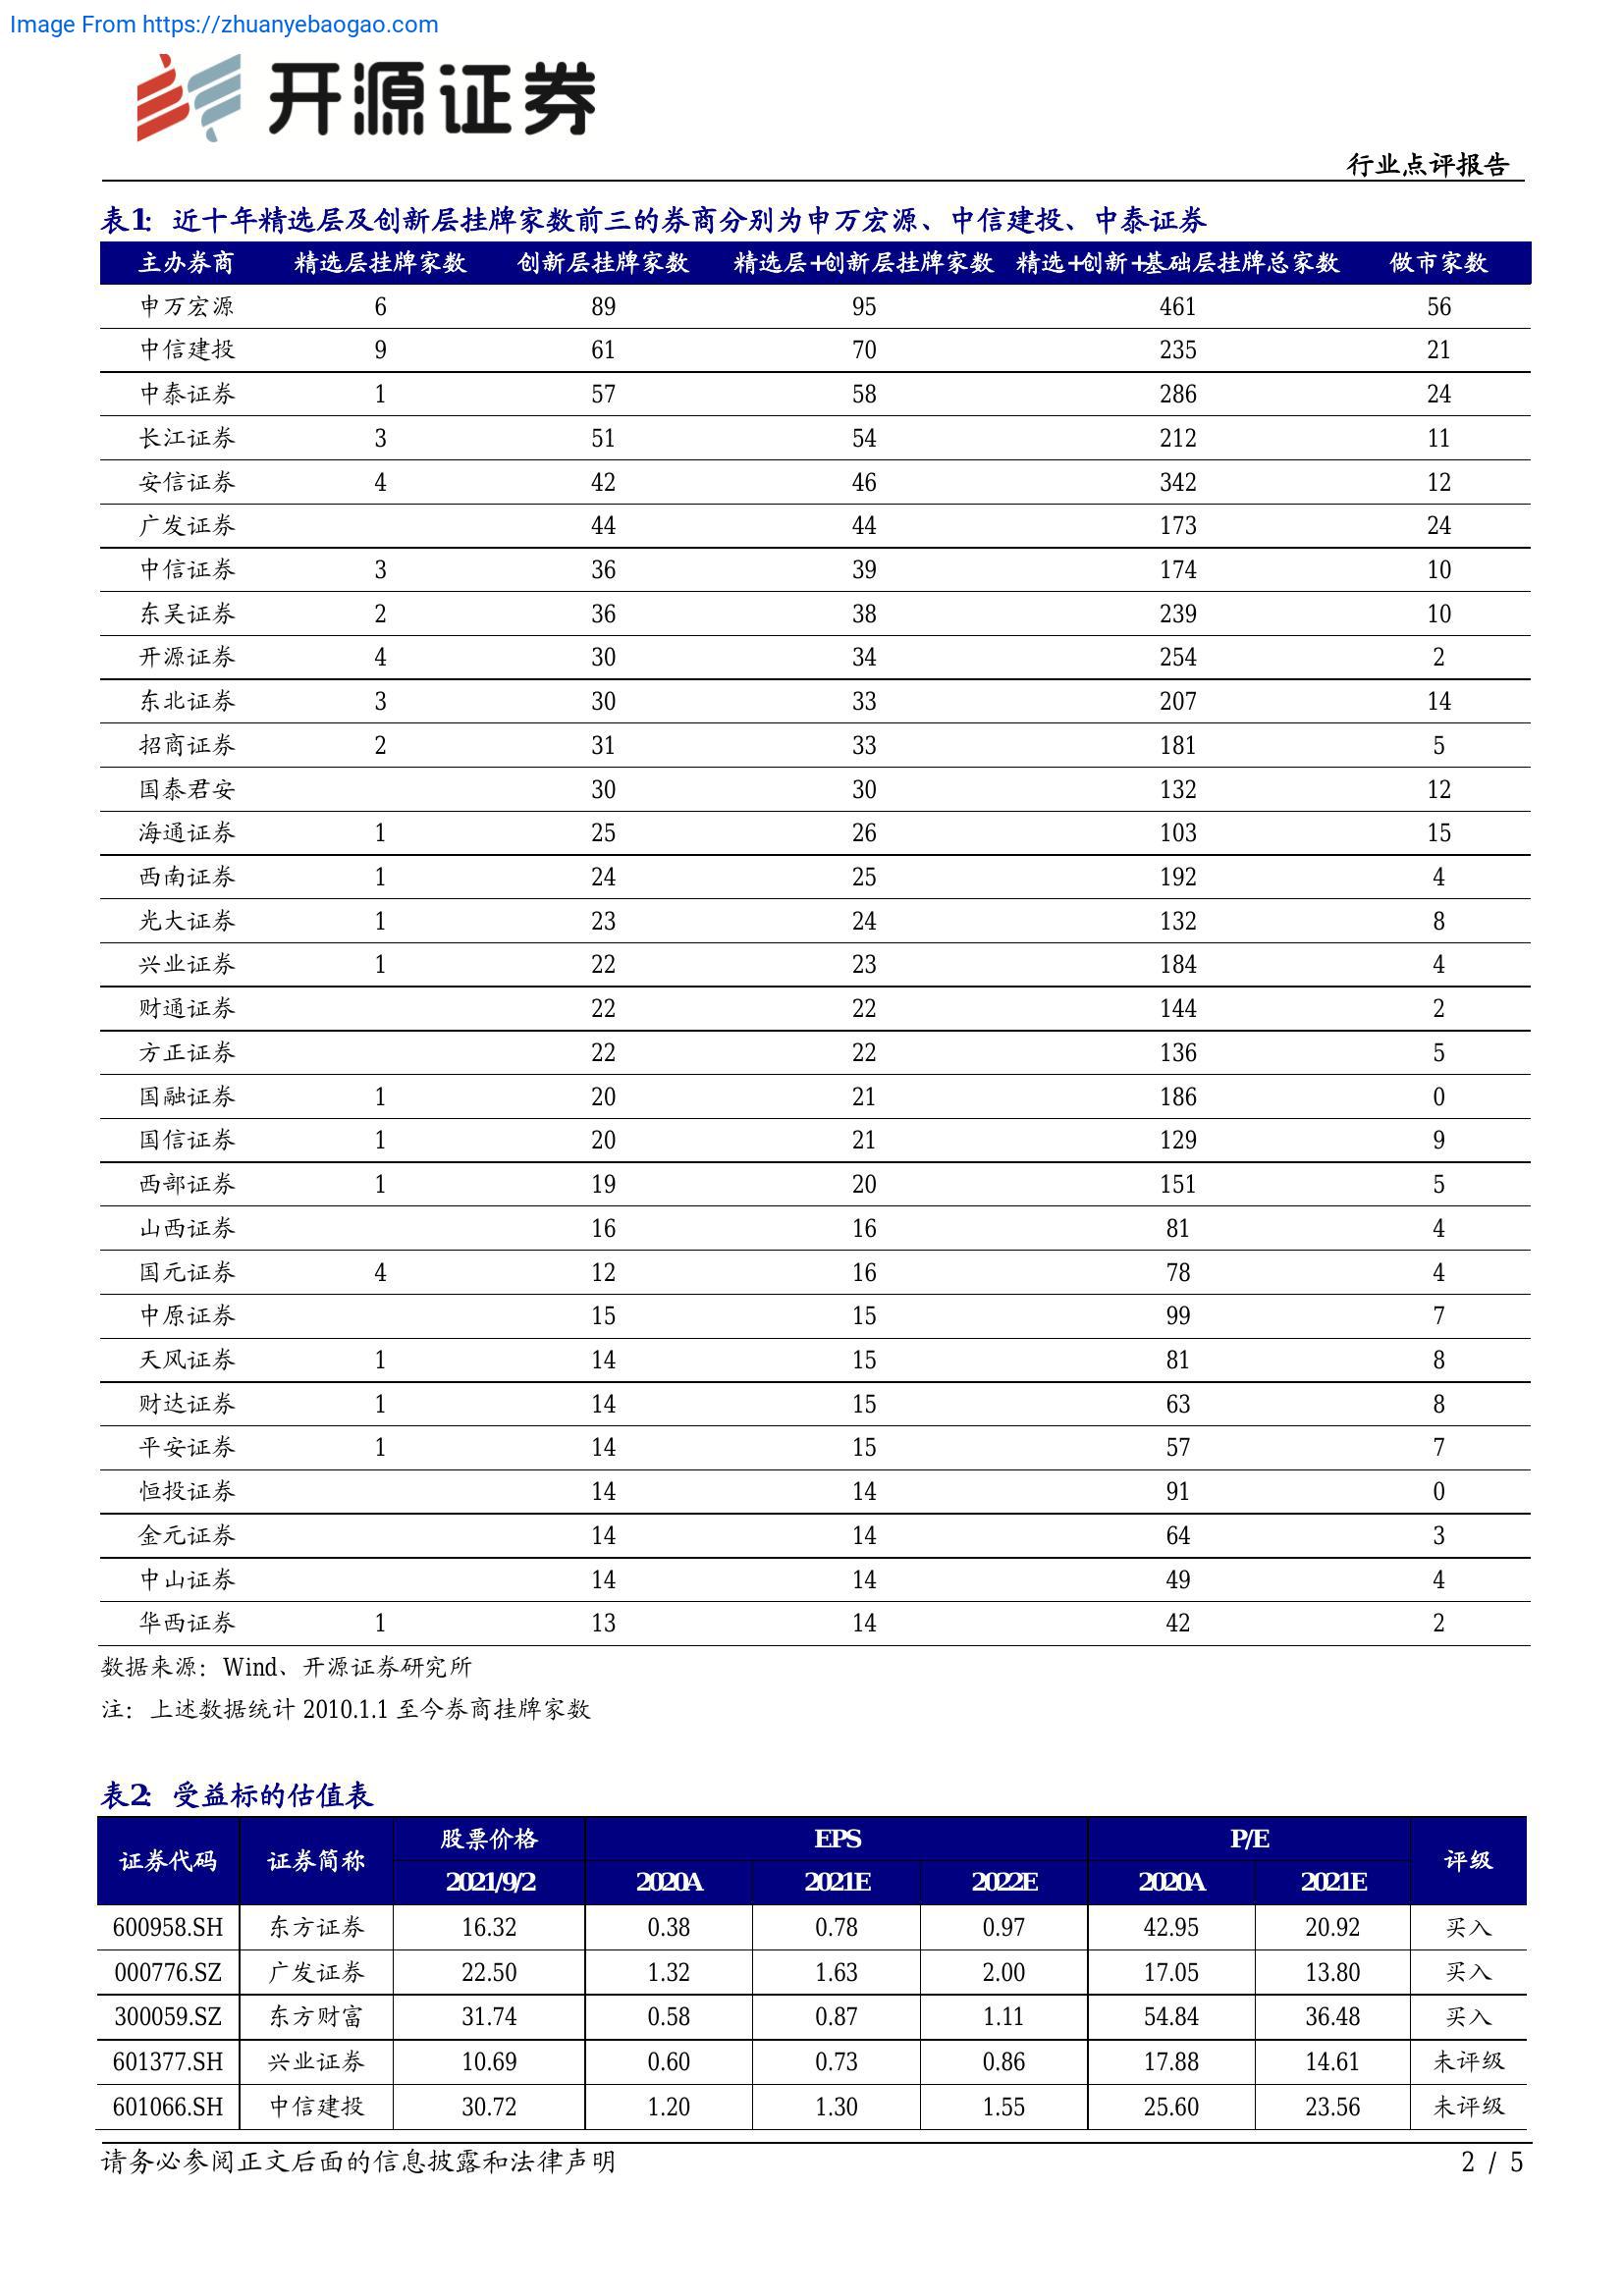 Image From https://zhuanyebaogao.com
开源证券
行业点评报告
表1：近十年精选层及创新层挂牌家数前三的券商分别为申万宏源、中信建投、中泰证券
主办券商 精选层挂牌家数 创新层挂牌家数 精选层+创新层挂牌家数 精选+创新+基础层挂牌总家数 做市家数
申万宏源 6 89 95 461 56
中信建投 9 61 70 235 21
中泰证券 1 57 58 286 24
长江证券 3 51 54 212 11
安信证券 4 42 46 342 12
广发证券 44 44 173 24
中信证券 3 36 39 174 10
东吴证券 2 36 38 239 10
开源证券 4 30 34 254 2
东北证券 3 30 33 207 14
招商证券 2 31 33 181 5
国泰君安 30 30 132 12
海通证券 1 25 26 103 15
西南证券 1 24 25 192 4
光大证券 1 23 24 132 8
兴业证券 1 22 23 184 4
财通证券 22 22 144 2
方正证券 22 22 136 5
国融证券 1 20 21 186 0
国信证券 1 20 21 129 9
西部证券 1 19 20 151 5
山西证券 16 16 81 4
国元证券 4 12 16 78 4
中原证券 15 15 99 7
天风证券 1 14 15 81 8
财达证券 1 14 15 63 8
平安证券 1 14 15 57 7
恒投证券 14 14 91 0
金元证券 14 14 64 3
中山证券 14 14 49 4
华西证券 1 13 14 42 2
数据来源：Wind、开源证券研究所
注：上述数据统计 2010.1.1 至今券商挂牌家数
表2：受益标的估值表
证券代码 证券简称 股票价格 EPS P/E 评级
2021/9/2 2020A 2021E 2022E 2020A 2021E
600958.SH 东方证券 16.32 0.38 0.78 0.97 42.95 20.92 买入
000776.SZ 广发证券 22.50 1.32 1.63 2.00 17.05 13.80 买入
300059.SZ 东方财富 31.74 0.58 0.87 1.11 54.84 36.48 买入
601377.SH 兴业证券 10.69 0.60 0.73 0.86 17.88 14.61 未评级
601066.SH 中信建投 30.72 1.20 1.30 1.55 25.60 23.56 未评级
请务必参阅正文后面的信息披露和法律声明 2 / 5